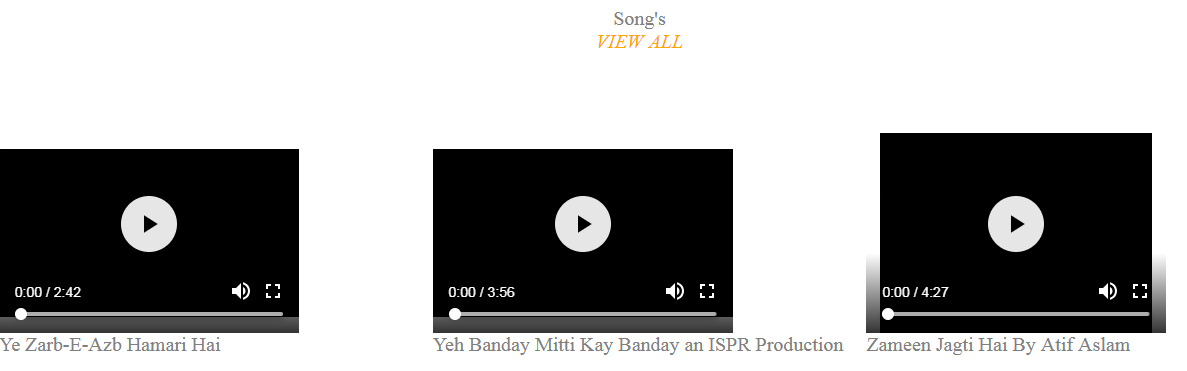 Song's
VIEW ALL
0:00 / 2:42
0:00 / 3:56
0:00 / 4:27
Ye Zarb-E-Azb Hamari Hai
Yeh Banday Mitti Kay Banday an ISPR Production
Zameen Jagti Hai By Atif Aslam